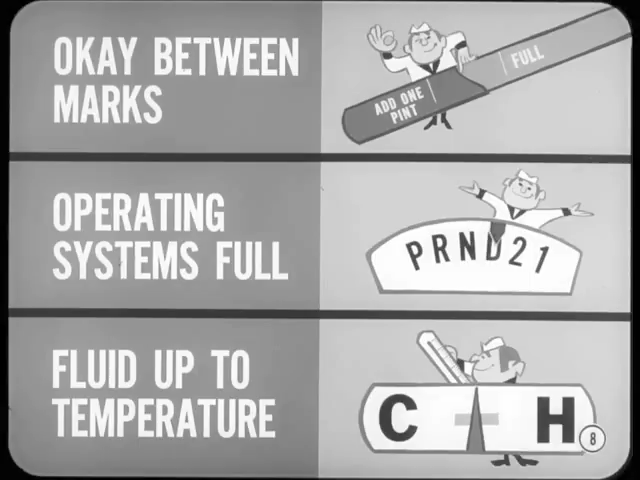 OKAY BETWEEN
MARKS
ADD ONE
PINT
FULL
OPERATING
SYSTEMS FULL
PRND21
FLUID UP TO
TEMPERATURE
C H
8